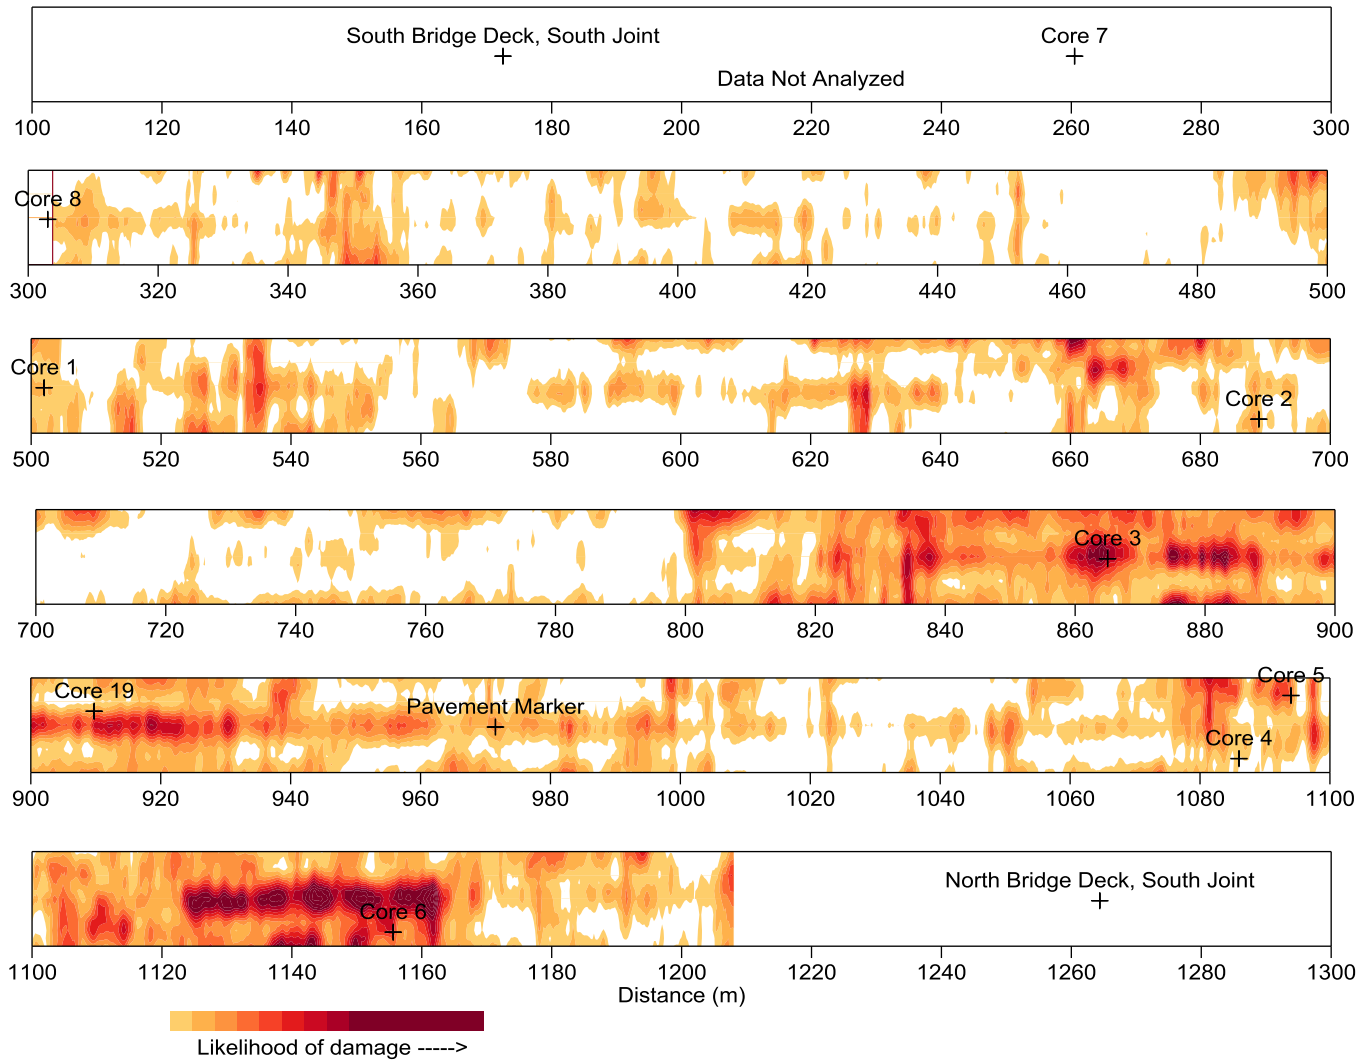 South Bridge Deck, South Joint
Core 7
Data Not Analyzed
100 120 140 160 180 200 220 240 260 280 300
Core 8
300 320 340 360 380 400 420 440 460 480 500
Core 1
Core 2
500 520 540 560 580 600 620 640 660 680 700
Core 3
700 720 740 760 780 800 820 840 860 880 900
Core 5
Core 19
Pavement Marker
Core 4
900 920 940 960 980 1000 1020 1040 1060 1080 1100
North Bridge Deck, South Joint
Core 6
1100 1120 1140 1160 1180 1200 1220 1240 1260 1280 1300
Distance (m)
Likelihood of damage ----->